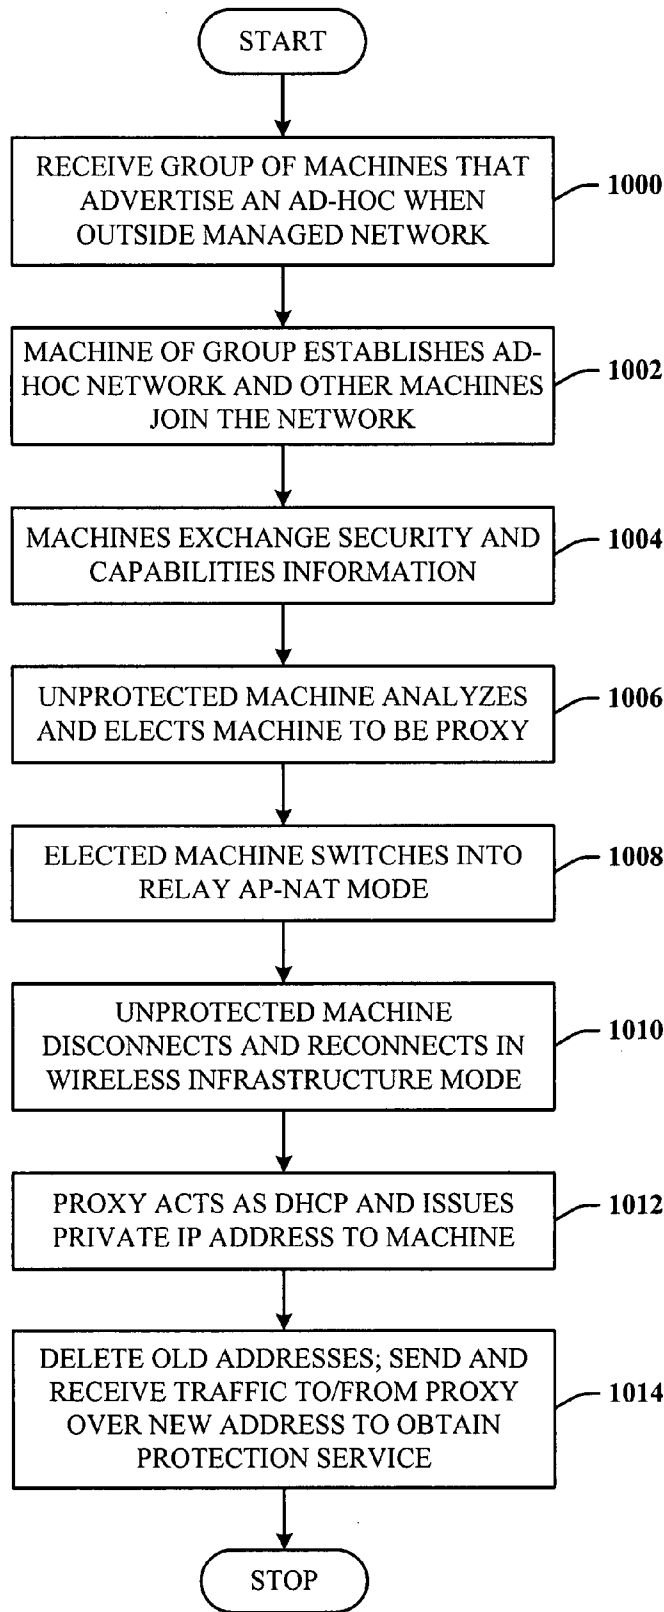 START
RECEIVE GROUP OF MACHINES THAT
ADVERTISE AN AD-HOC WHEN
OUTSIDE MANAGED NETWORK
1000
MACHINE OF GROUP ESTABLISHES AD-
HOC NETWORK AND OTHER MACHINES
JOIN THE NETWORK
1002
MACHINES EXCHANGE SECURITY AND
CAPABILITIES INFORMATION
1004
UNPROTECTED MACHINE ANALYZES
AND ELECTS MACHINE TO BE PROXY
1006
ELECTED MACHINE SWITCHES INTO
RELAY AP-NAT MODE
1008
UNPROTECTED MACHINE
DISCONNECTS AND RECONNECTS IN
WIRELESS INFRASTRUCTURE MODE
1010
PROXY ACTS AS DHCP AND ISSUES
PRIVATE IP ADDRESS TO MACHINE
1012
DELETE OLD ADDRESSES; SEND AND
RECEIVE TRAFFIC TO/FROM PROXY
OVER NEW ADDRESS TO OBTAIN
PROTECTION SERVICE
1014
STOP